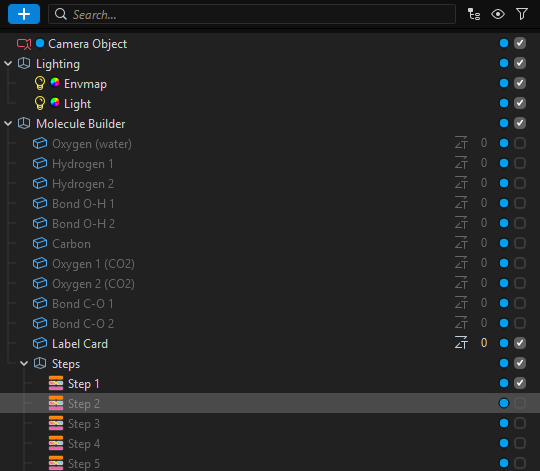 Search...
Camera Object
Lighting
Envmap
Light
Molecule Builder
Oxygen (water) 0
Hydrogen 1 0
Hydrogen 2 0
Bond O-H 1 0
Bond O-H 2 0
Carbon 0
Oxygen 1 (CO2) 0
Oxygen 2 (CO2) 0
Bond C-O 1 0
Bond C-O 2 0
Label Card 0
Steps
Step 1
Step 2
Step 3
Step 4
Step 5